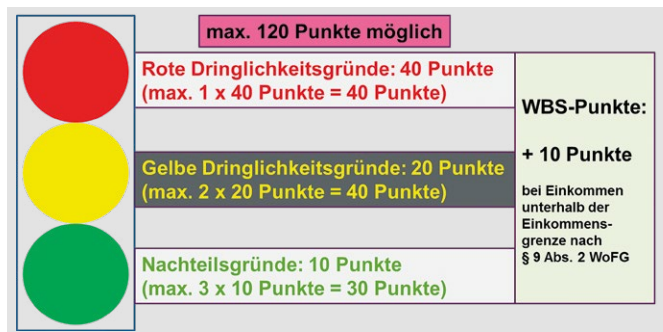 max. 120 Punkte möglich
Rote Dringlichkeitsgründe: 40 Punkte
(max. 1 x 40 Punkte = 40 Punkte)
Gelbe Dringlichkeitsgründe: 20 Punkte
(max. 2 x 20 Punkte = 40 Punkte)
Nachteilsgründe: 10 Punkte
(max. 3 x 10 Punkte = 30 Punkte)
WBS-Punkte:
+ 10 Punkte
bei Einkommen
unterhalb der
Einkommens-
grenze nach
§ 9 Abs. 2 WoFG